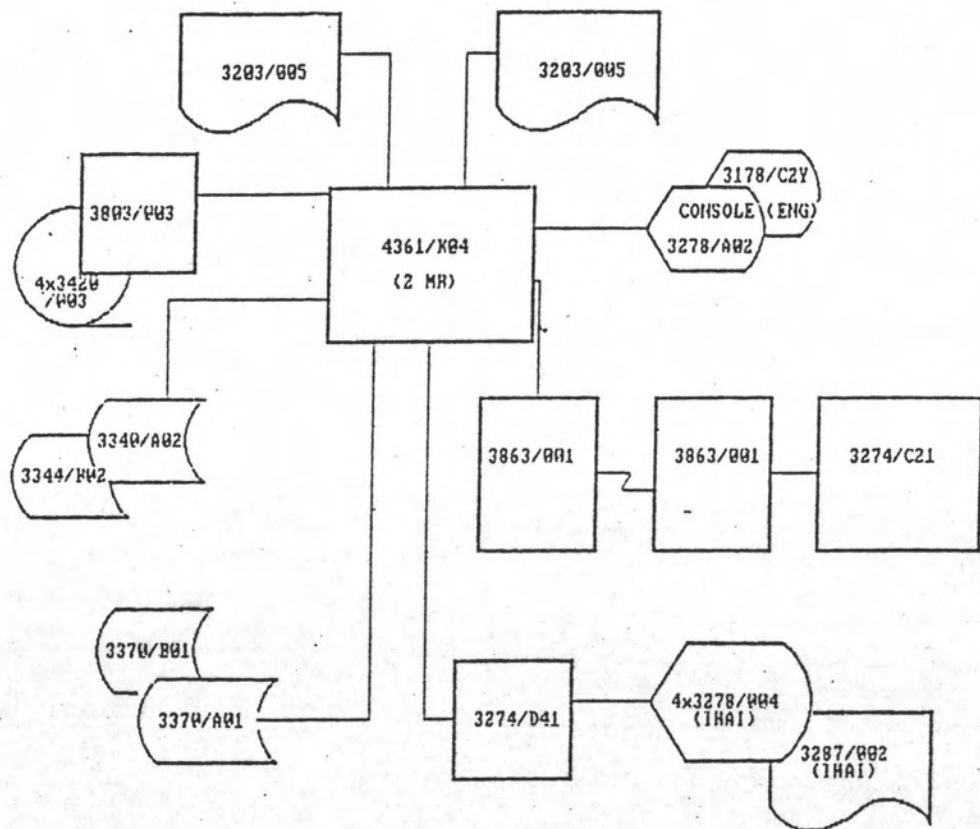 3203/005
3203/005
3178/C2Y
3803/003
CONSOLE (ENG)
3278/A02
4361/K04
(2 MB)
4x3420
/003
3340/A02
3344/B02
3863/001
3863/001
3274/C21
3370/B01
3370/A01
3274/D41
4x3278/004
(THAI)
3287/002
(THAI)